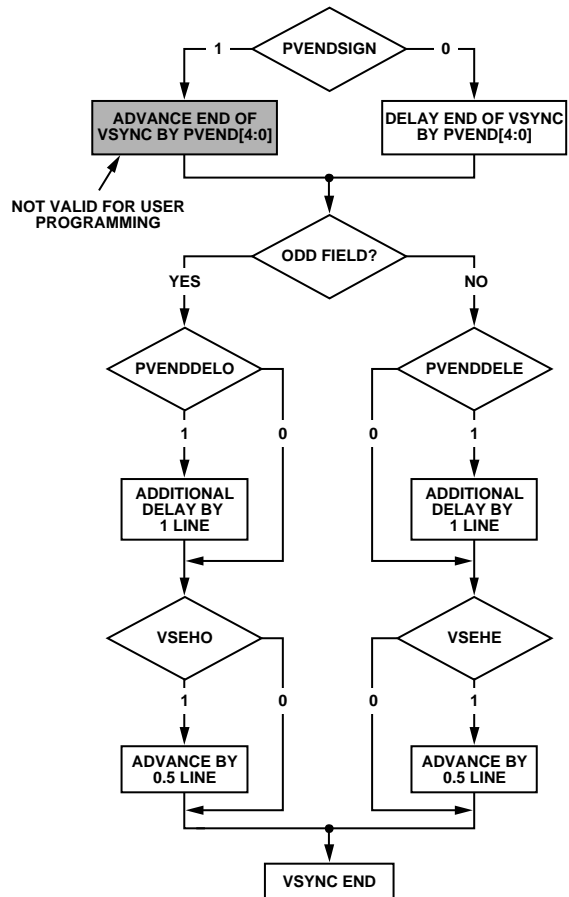 PVENDSIGN
1
0
ADVANCE END OF
VSYNC BY PVEND[4:0]
DELAY END OF VSYNC
BY PVEND[4:0]
NOT VALID FOR USER
PROGRAMMING
ODD FIELD?
YES
NO
PVENDDELO
PVENDDELE
1
0
0
1
ADDITIONAL
DELAY BY
1 LINE
ADDITIONAL
DELAY BY
1 LINE
VSEHO
VSEHE
1
0
0
1
ADVANCE BY
0.5 LINE
ADVANCE BY
0.5 LINE
VSYNC END